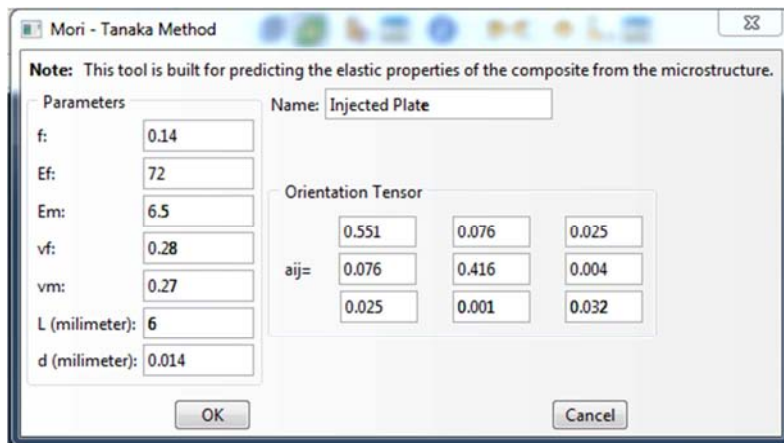 Mori - Tanaka Method
Note: This tool is built for predicting the elastic properties of the composite from the microstructure.
Parameters
Name: Injected Plate
f: 0.14
Ef: 72
Em: 6.5
vf: 0.28
vm: 0.27
L (milimeter): 6
d (milimeter): 0.014
Orientation Tensor
0.551 0.076 0.025
aij= 0.076 0.416 0.004
0.025 0.001 0.032
OK Cancel